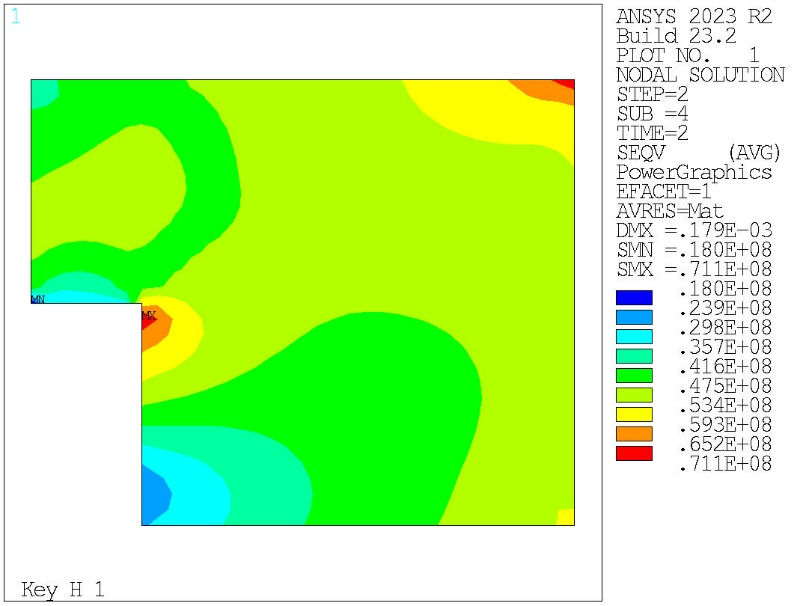 1
ANSYS 2023 R2
Build 23.2
PLOT NO. 1
NODAL SOLUTION
STEP=2
SUB =4
TIME=2
SEQV (AVG)
PowerGraphics
EFACET=1
AVRES=Mat
DMX =.179E-03
SMN =.180E+08
SMX =.711E+08
.180E+08
.239E+08
.298E+08
.357E+08
.416E+08
.475E+08
.534E+08
.593E+08
.652E+08
.711E+08
MN
MX
Key H 1